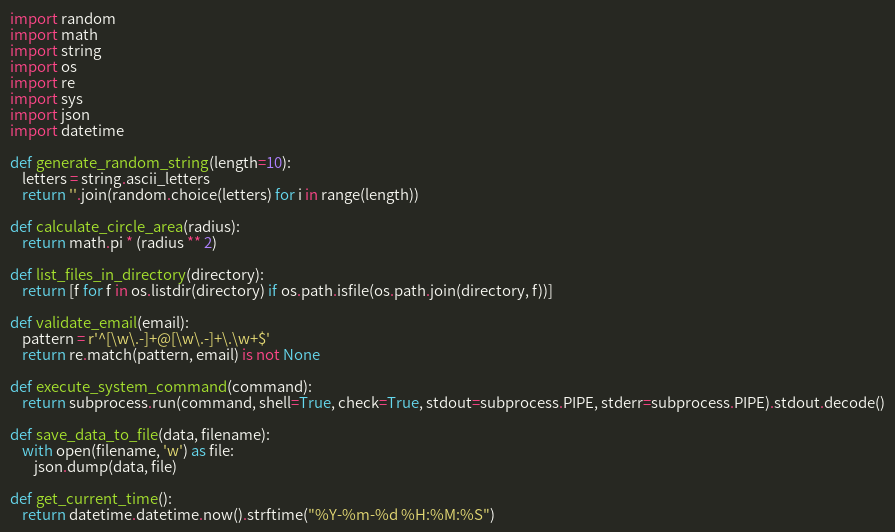 import random
import math
import string
import os
import re
import sys
import json
import datetime

def generate_random_string(length=10):
    letters = string.ascii_letters
    return ''.join(random.choice(letters) for i in range(length))

def calculate_circle_area(radius):
    return math.pi * (radius ** 2)

def list_files_in_directory(directory):
    return [f for f in os.listdir(directory) if os.path.isfile(os.path.join(directory, f))]

def validate_email(email):
    pattern = r'^[\w\.-]+@[\w\.-]+\.\w+$'
    return re.match(pattern, email) is not None

def execute_system_command(command):
    return subprocess.run(command, shell=True, check=True, stdout=subprocess.PIPE, stderr=subprocess.PIPE).stdout.decode()

def save_data_to_file(data, filename):
    with open(filename, 'w') as file:
        json.dump(data, file)

def get_current_time():
    return datetime.datetime.now().strftime("%Y-%m-%d %H:%M:%S")